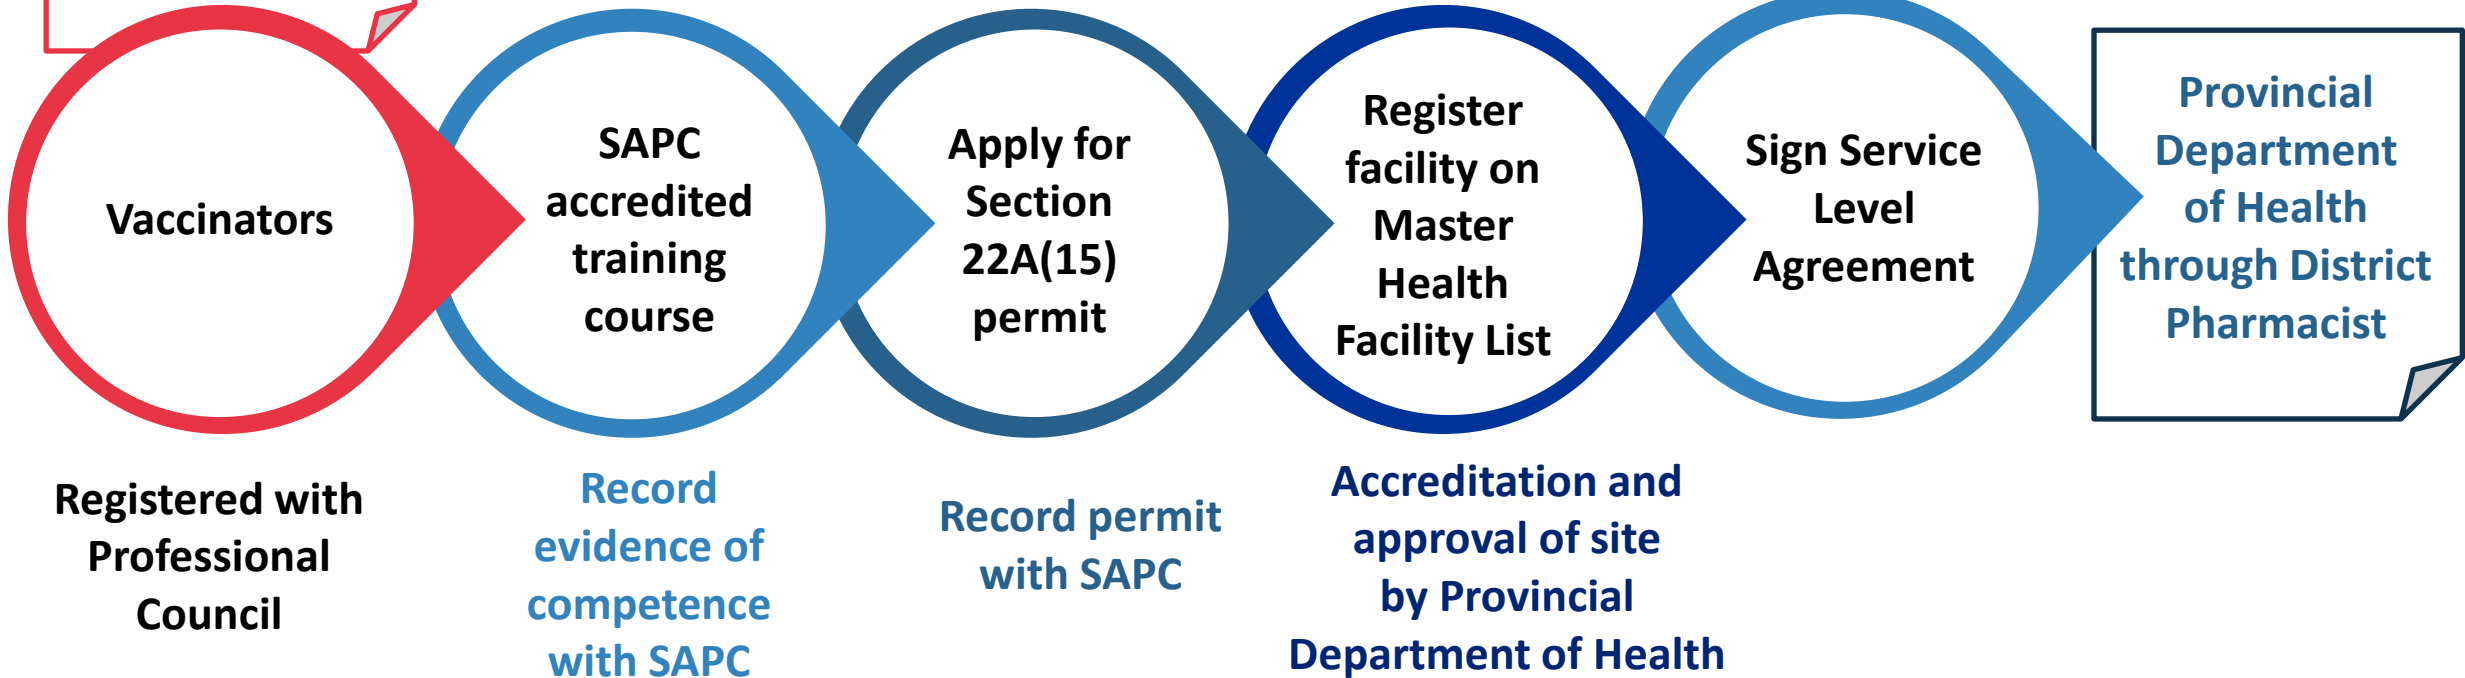 Vaccinators
SAPC
accredited
training
course
Apply for
Section
22A(15)
permit
Register
facility on
Master
Health
Facility List
Sign Service
Level
Agreement
Provincial
Department
of Health
through District
Pharmacist
Registered with
Professional
Council
Record
evidence of
competence
with SAPC
Record permit
with SAPC
Accreditation and
approval of site
by Provincial
Department of Health